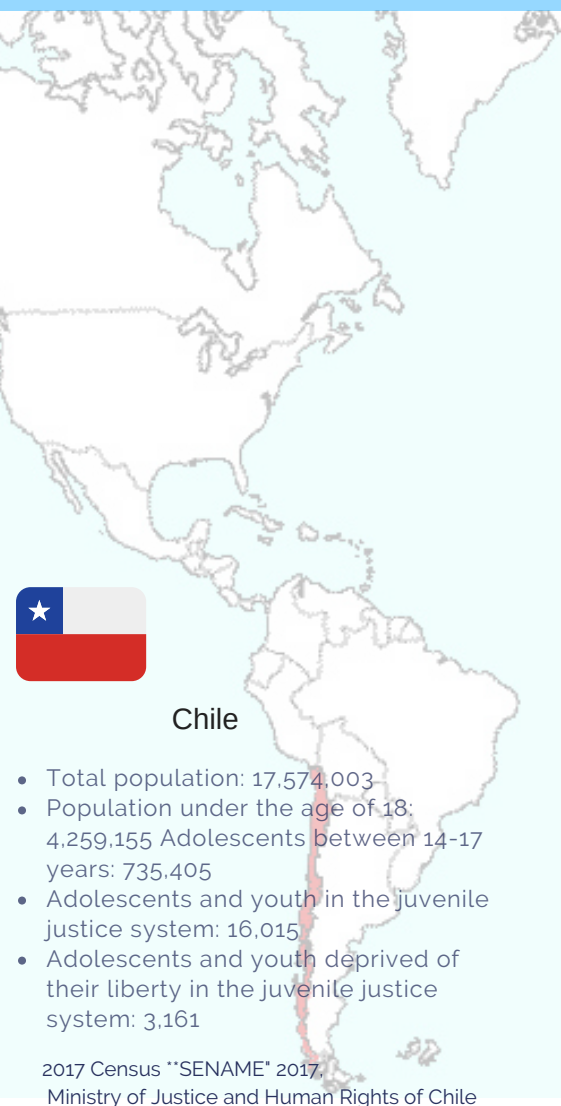 Chile
• Total population: 17,574,003
• Population under the age of 18:
4,259,155 Adolescents between 14-17
years: 735,405
• Adolescents and youth in the juvenile
justice system: 16,015
• Adolescents and youth deprived of
their liberty in the juvenile justice
system: 3,161
2017 Census **SENAME" 2017,
Ministry of Justice and Human Rights of Chile